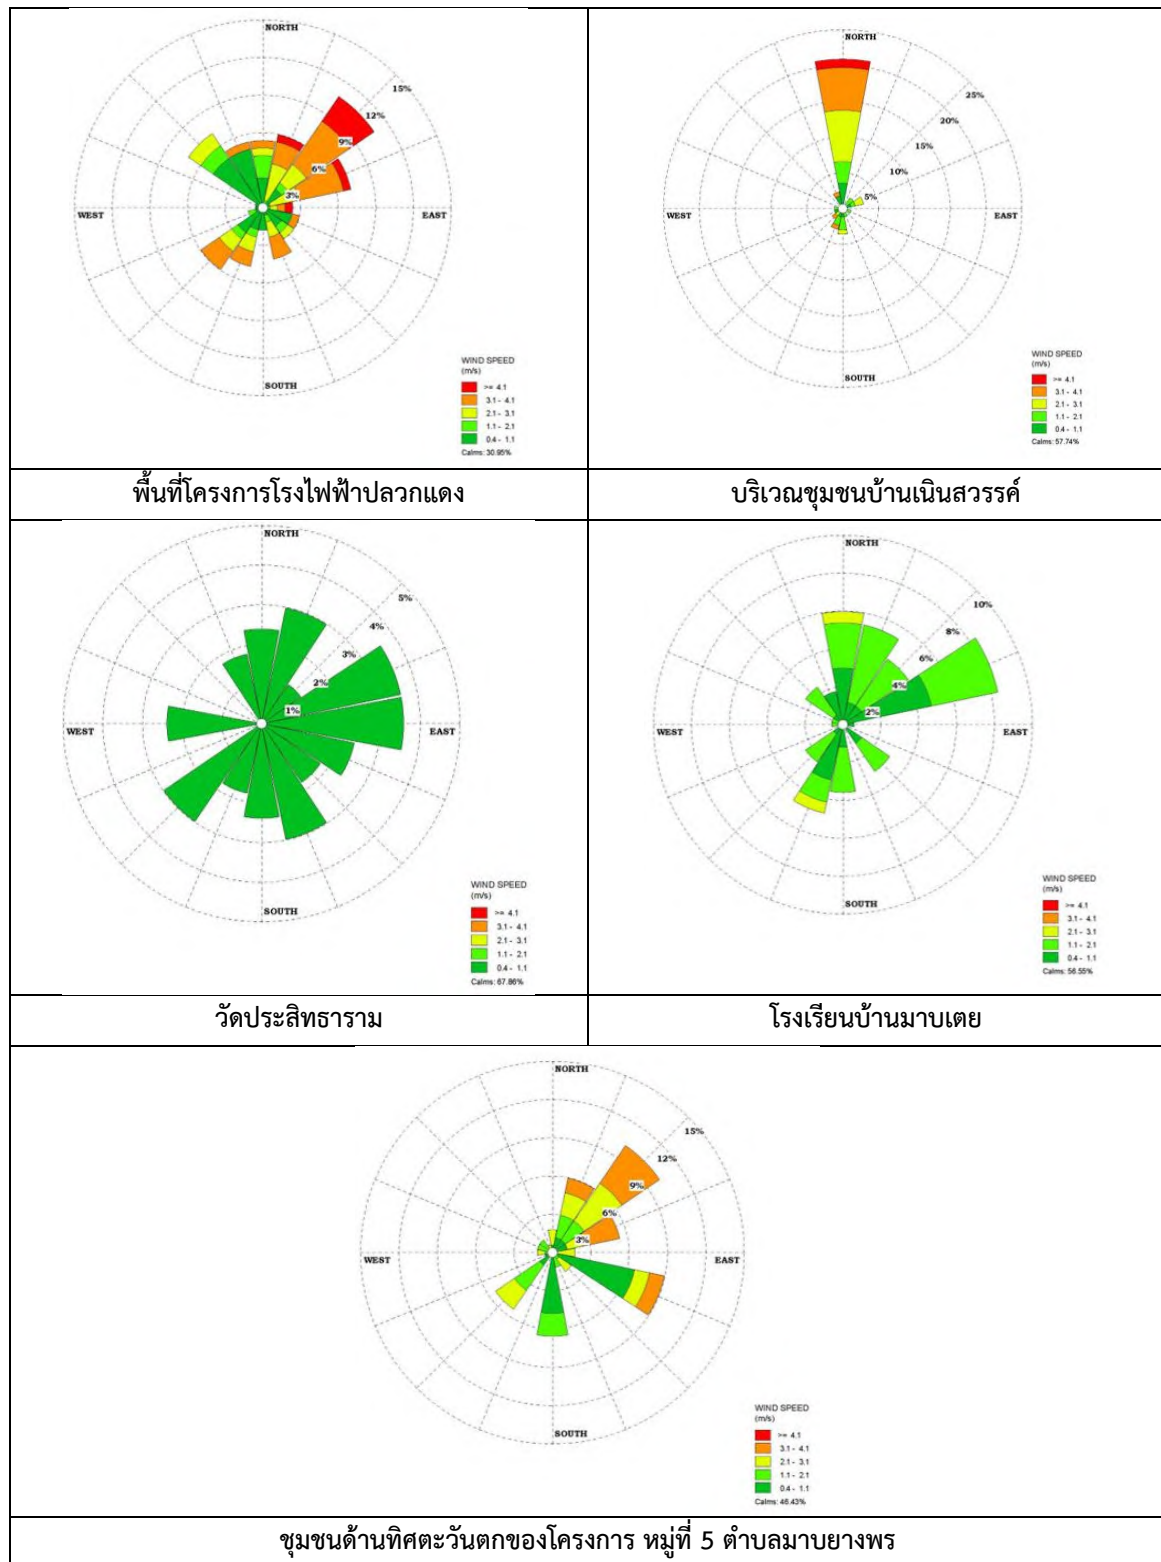 NORTH
15%
12%
9%
6%
3%
WEST
EAST
SOUTH
WIND SPEED
(m/s)
>= 4.1
3.1 - 4.1
2.1 - 3.1
1.1 - 2.1
0.4 - 1.1
Calms: 30.95%
พื้นที่โครงการโรงไฟฟ้าปลวกแดง
NORTH
25%
20%
15%
10%
5%
WEST
EAST
SOUTH
WIND SPEED
(m/s)
>= 4.1
3.1 - 4.1
2.1 - 3.1
1.1 - 2.1
0.4 - 1.1
Calms: 57.74%
บริเวณชุมชนบ้านเนินสวรรค์
NORTH
5%
4%
3%
2%
1%
WEST
EAST
SOUTH
WIND SPEED
(m/s)
>= 4.1
3.1 - 4.1
2.1 - 3.1
1.1 - 2.1
0.4 - 1.1
Calms: 67.86%
วัดประสิทธาราม
NORTH
10%
8%
6%
4%
2%
WEST
EAST
SOUTH
WIND SPEED
(m/s)
>= 4.1
3.1 - 4.1
2.1 - 3.1
1.1 - 2.1
0.4 - 1.1
Calms: 56.55%
โรงเรียนบ้านมาบเตย
NORTH
15%
12%
9%
6%
3%
WEST
EAST
SOUTH
WIND SPEED
(m/s)
>= 4.1
3.1 - 4.1
2.1 - 3.1
1.1 - 2.1
0.4 - 1.1
Calms: 46.43%
ชุมชนด้านทิศตะวันตกของโครงการ หมู่ที่ 5 ตำบลมาบยางพร